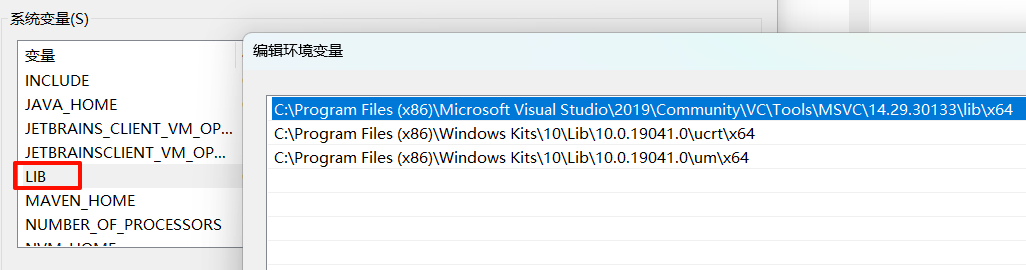 系统变量(S)
变量
INCLUDE
JAVA_HOME
JETBRAINS_CLIENT_VM_OP...
JETBRAINSCLIENT_VM_OP...
LIB
MAVEN_HOME
NUMBER_OF_PROCESSORS
NVM_HOME
编辑环境变量
C:\Program Files (x86)\Microsoft Visual Studio\2019\Community\VC\Tools\MSVC\14.29.30133\lib\x64
C:\Program Files (x86)\Windows Kits\10\Lib\10.0.19041.0\ucrt\x64
C:\Program Files (x86)\Windows Kits\10\Lib\10.0.19041.0\um\x64